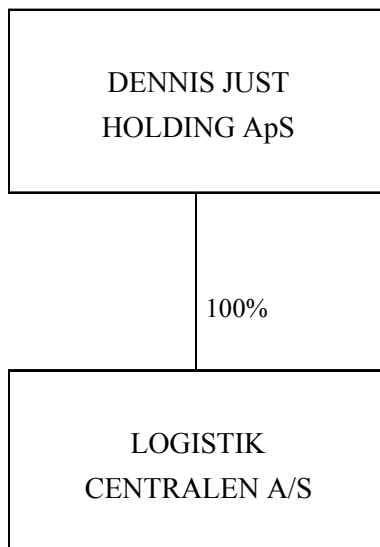 DENNIS JUST
HOLDING ApS
100%
LOGISTIK
CENTRALEN A/S